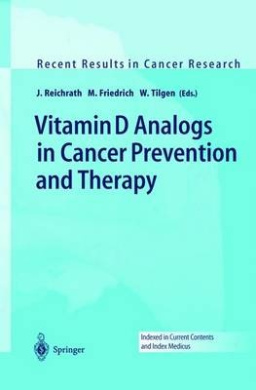 Recent Results in Cancer Research
J. Reichrath M. Friedrich W. Tilgen (Eds.)
Vitamin D Analogs
in Cancer Prevention
and Therapy
Indexed in Current Contents
and Index Medicus
Springer